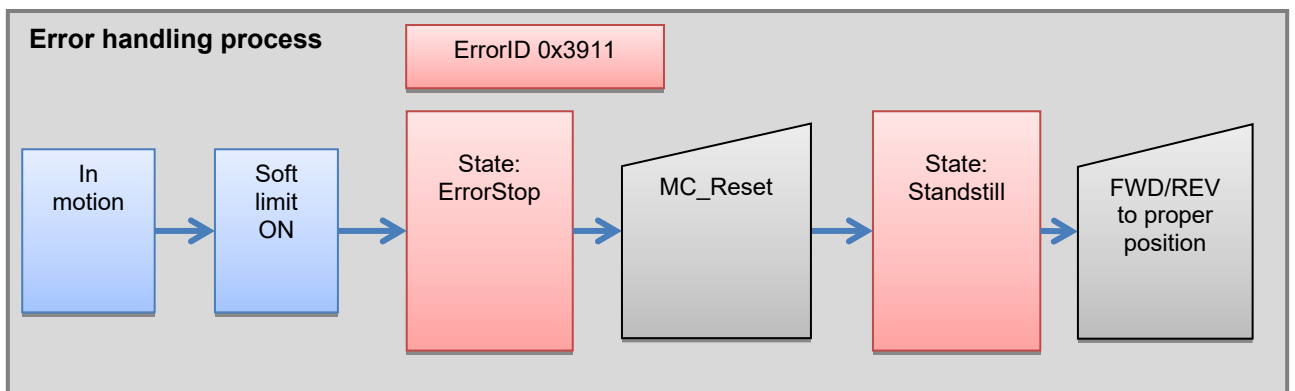 Error handling process
ErrorID 0x3911
In
motion
Soft
limit
ON
State:
ErrorStop
MC_Reset
State:
Standstill
FWD/REV
to proper
position